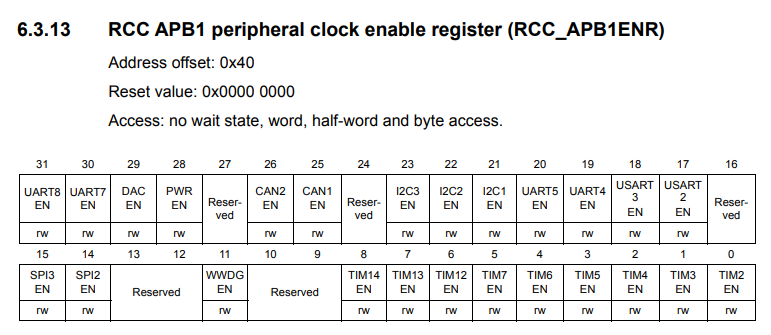 6.3.13 RCC APB1 peripheral clock enable register (RCC_APB1ENR)
Address offset: 0x40
Reset value: 0x0000 0000
Access: no wait state, word, half-word and byte access.
31 30 29 28 27 26 25 24 23 22 21 20 19 18 17 16
UART8 EN UART7 EN DAC EN PWR EN Reser-ved CAN2 EN CAN1 EN Reser-ved I2C3 EN I2C2 EN I2C1 EN UART5 EN UART4 EN USART 3 EN USART 2 EN Reser-ved
rw rw rw rw rw rw rw rw rw rw rw rw rw
15 14 13 12 11 10 9 8 7 6 5 4 3 2 1 0
SPI3 EN SPI2 EN Reserved WWDG EN Reserved TIM14 EN TIM13 EN TIM12 EN TIM7 EN TIM6 EN TIM5 EN TIM4 EN TIM3 EN TIM2 EN
rw rw rw rw rw rw rw rw rw rw rw rw